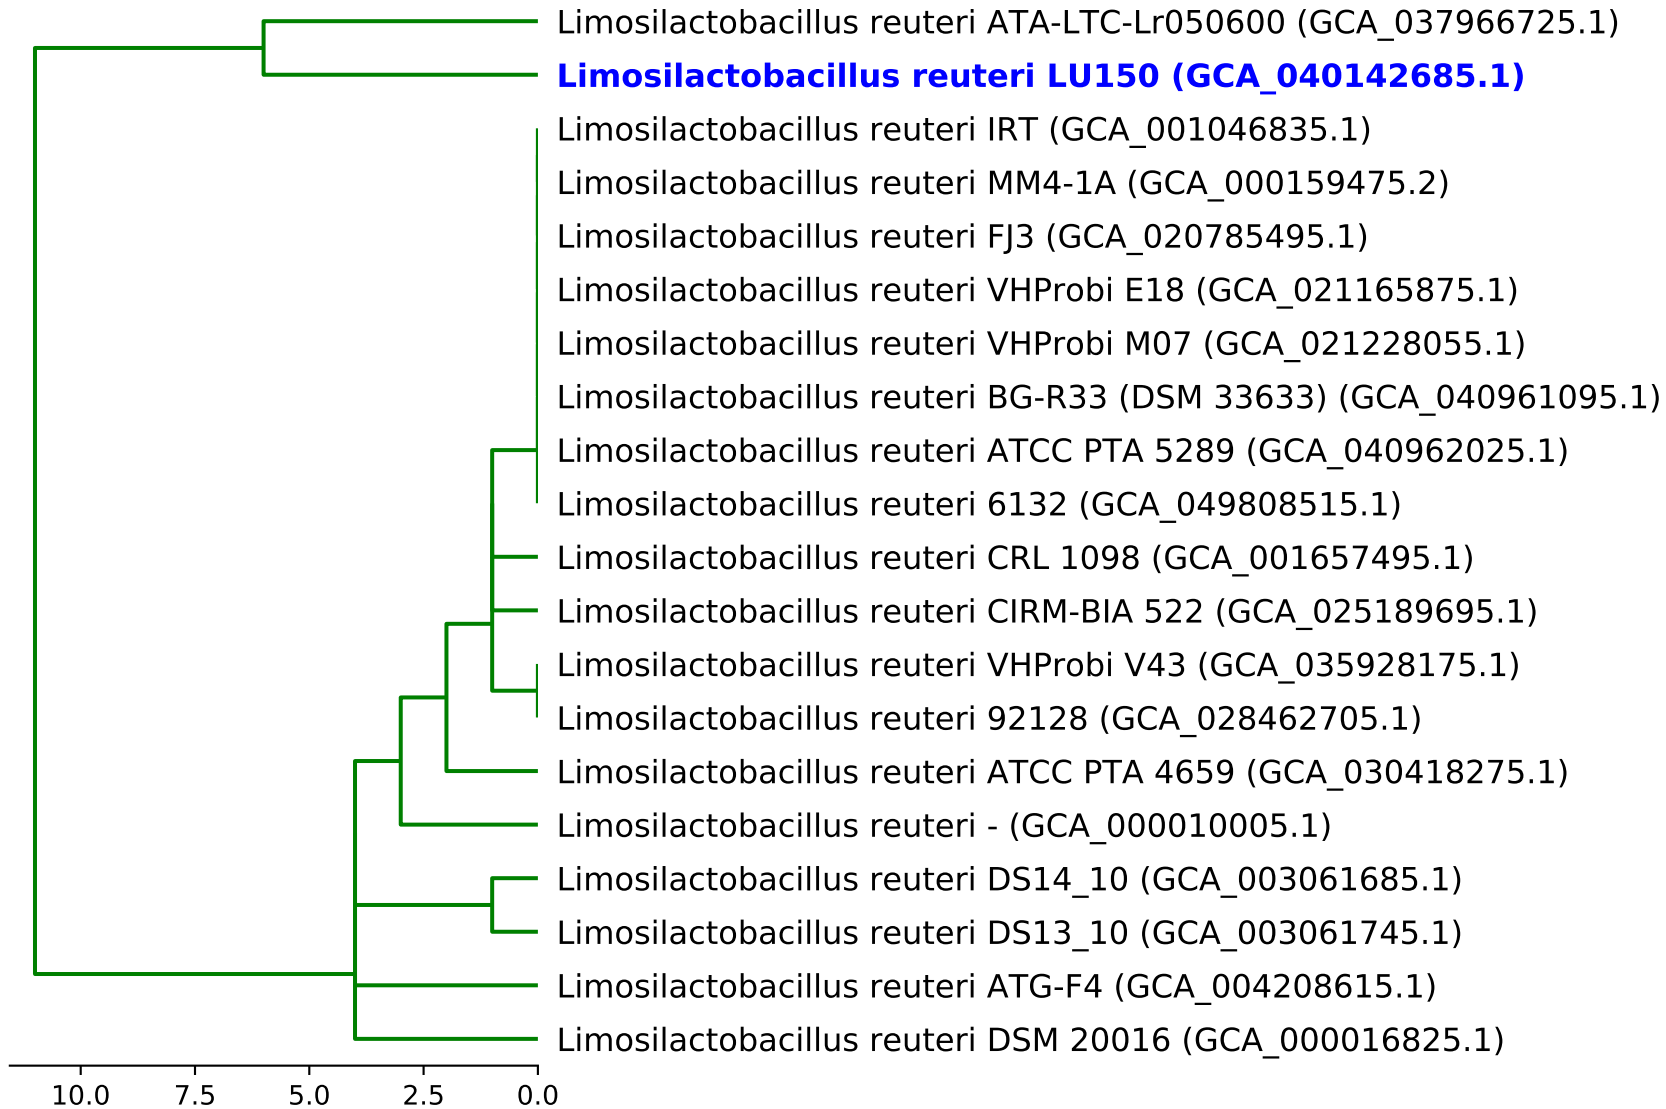 Limosilactobacillus reuteri ATA-LTC-Lr050600 (GCA_037966725.1)
Limosilactobacillus reuteri LU150 (GCA_040142685.1)
Limosilactobacillus reuteri IRT (GCA_001046835.1)
Limosilactobacillus reuteri MM4-1A (GCA_000159475.2)
Limosilactobacillus reuteri FJ3 (GCA_020785495.1)
Limosilactobacillus reuteri VHProbi E18 (GCA_021165875.1)
Limosilactobacillus reuteri VHProbi M07 (GCA_021228055.1)
Limosilactobacillus reuteri BG-R33 (DSM 33633) (GCA_040961095.1)
Limosilactobacillus reuteri ATCC PTA 5289 (GCA_040962025.1)
Limosilactobacillus reuteri 6132 (GCA_049808515.1)
Limosilactobacillus reuteri CRL 1098 (GCA_001657495.1)
Limosilactobacillus reuteri CIRM-BIA 522 (GCA_025189695.1)
Limosilactobacillus reuteri VHProbi V43 (GCA_035928175.1)
Limosilactobacillus reuteri 92128 (GCA_028462705.1)
Limosilactobacillus reuteri ATCC PTA 4659 (GCA_030418275.1)
Limosilactobacillus reuteri - (GCA_000010005.1)
Limosilactobacillus reuteri DS14_10 (GCA_003061685.1)
Limosilactobacillus reuteri DS13_10 (GCA_003061745.1)
Limosilactobacillus reuteri ATG-F4 (GCA_004208615.1)
Limosilactobacillus reuteri DSM 20016 (GCA_000016825.1)
10.0 7.5 5.0 2.5 0.0